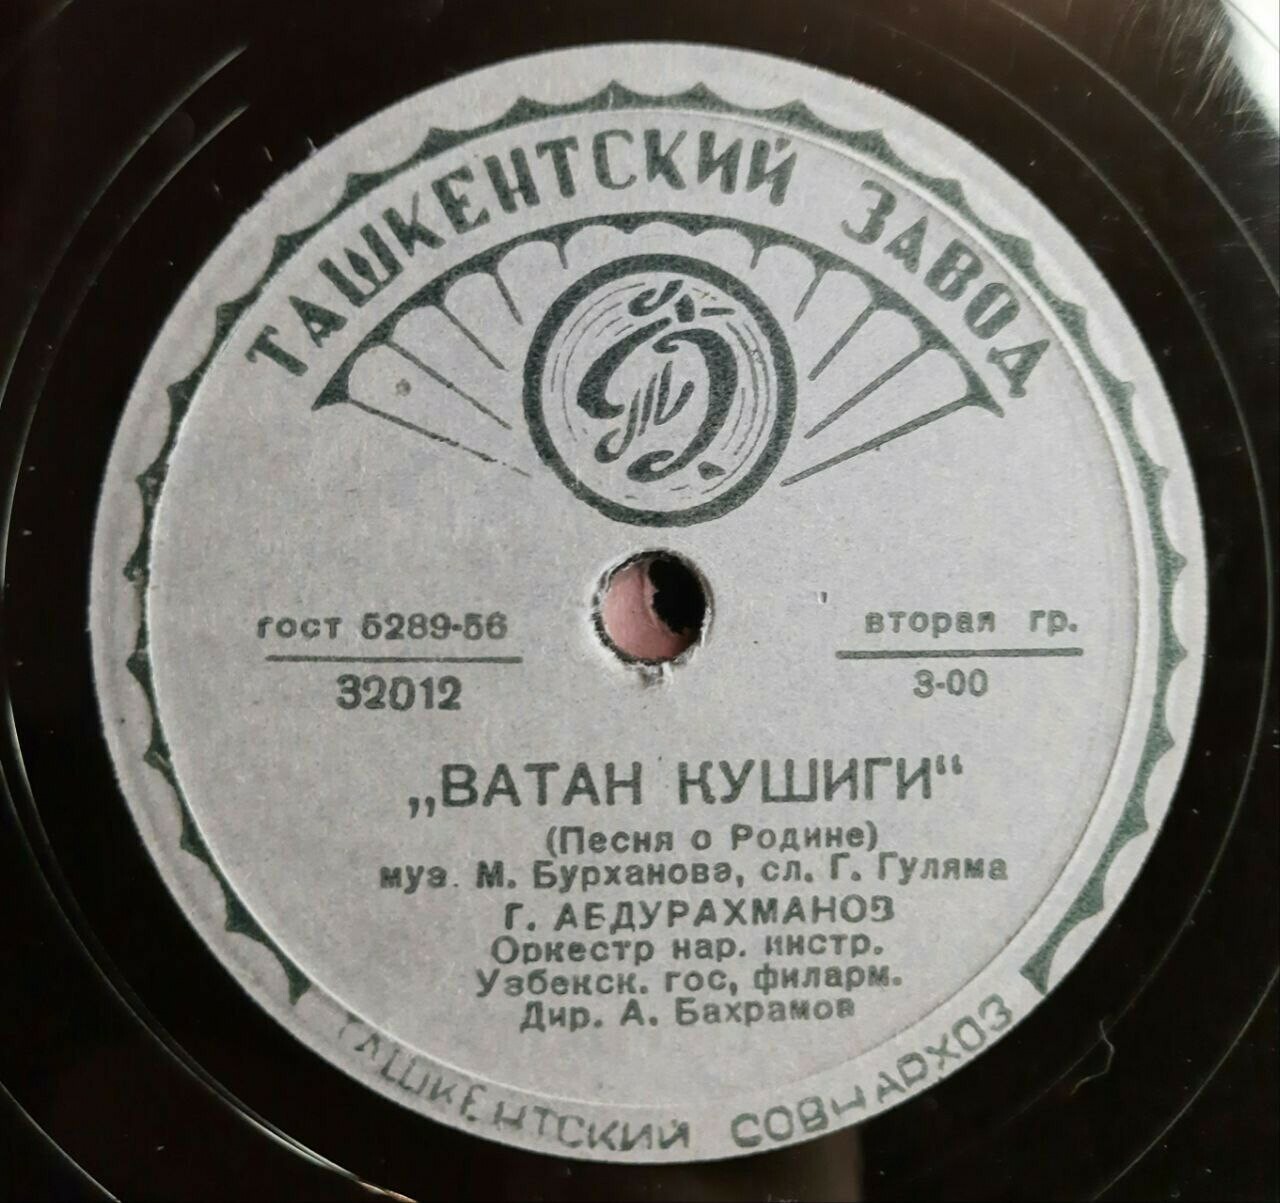 ТАШКЕНТСКИЙ ЗАВОД
гост 5289-56
32012
вторая гр.
3-00
„ВАТАН КУШИГИ“
(Песня о Родине)
муз. М. Бурханова, сл. Г. Гуляма
Г. АБДУРАХМАНОВ
Оркестр нар. инстр.
Узбекск. гос, филарм.
Дир. А. Бахрамов
ТАШКЕНТСКИЙ СОВНАРХОЗ